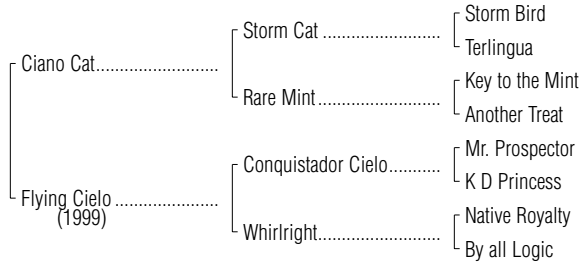 Storm Bird
Storm Cat
Terlingua
Ciano Cat
Key to the Mint
Rare Mint
Another Treat
Mr. Prospector
Conquistador Cielo
K D Princess
Flying Cielo
(1999)
Native Royalty
Whirlright
By all Logic